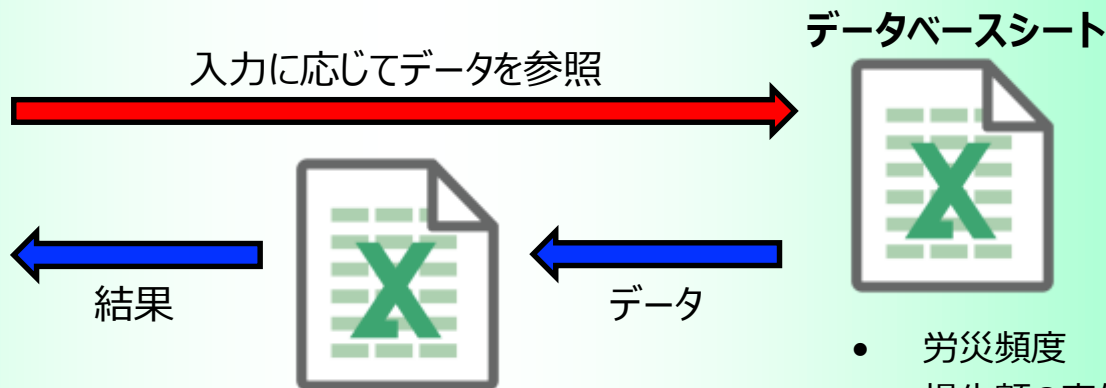 データベースシート
入力に応じてデータを参照
結果
データ
• 労災頻度